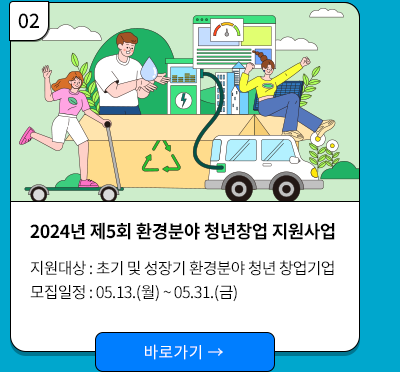 02
2024년 제5회 환경분야 청년창업 지원사업
지원대상 : 초기 및 성장기 환경분야 청년 창업기업
모집일정 : 05.13.(월) ~ 05.31.(금)
바로가기 →